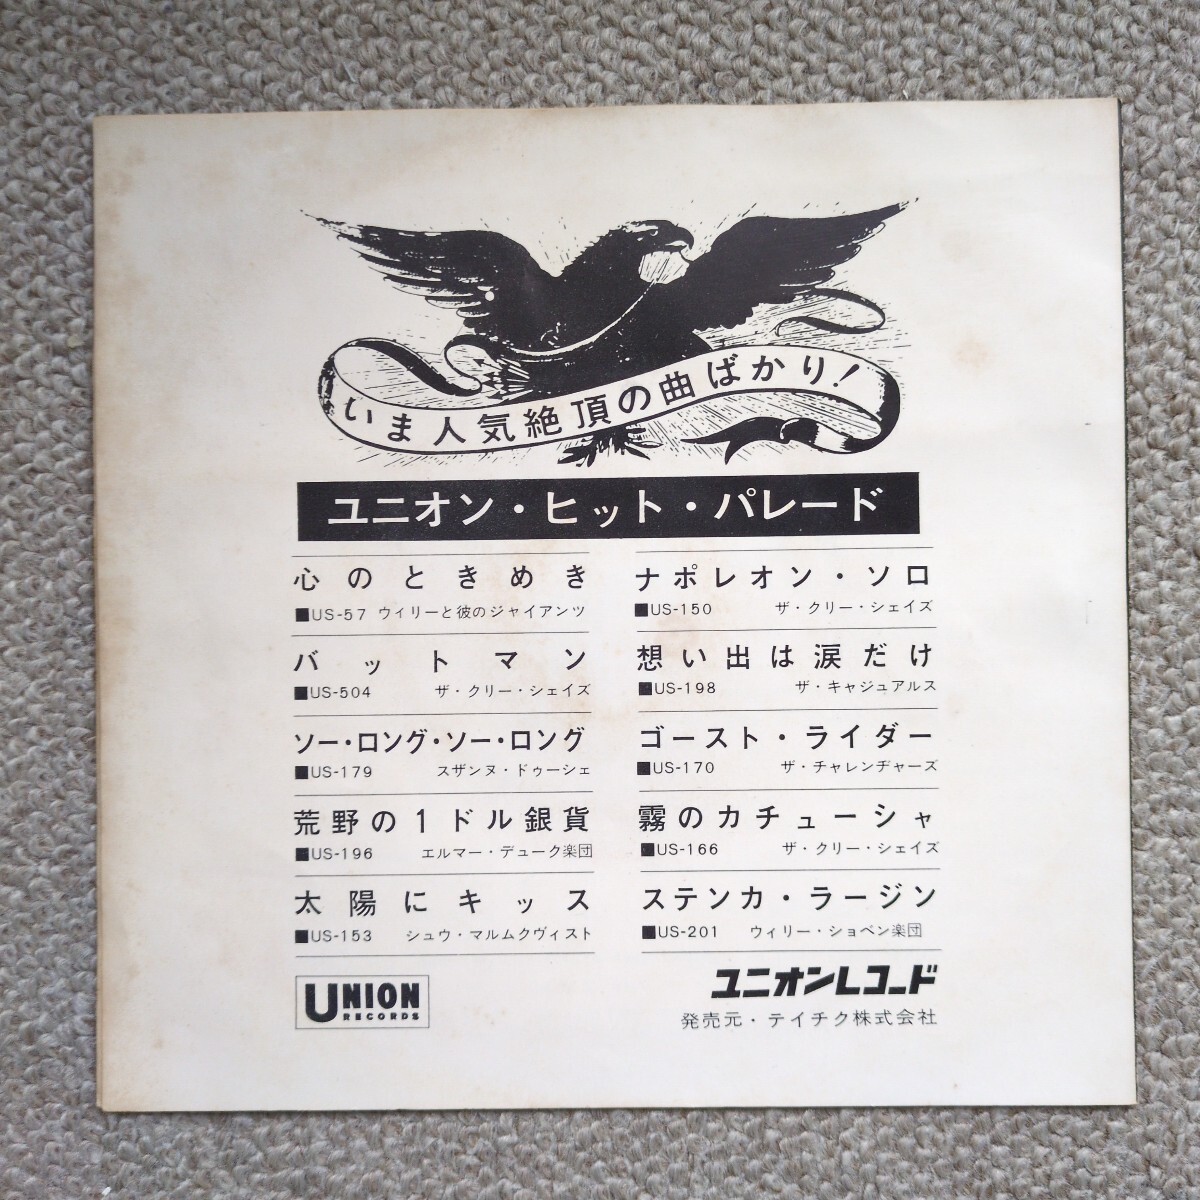 いま人気絶頂の曲ばかり!
ユニオン・ヒット・パレード
心のときめき
■US-57 ウィリーと彼のジャイアンツ
バットマン
■US-504 ザ・クリー・シェイズ
ソー・ロング・ソー・ロング
■US-179 スザンヌ・ドゥーシェ
荒野の1ドル銀貨
■US-196 エルマー・デューク楽団
太陽にキッス
■US-153 シュウ・マルムクヴィスト
ナポレオン・ソロ
■US-150 ザ・クリー・シェイズ
想い出は涙だけ
■US-198 ザ・キャジュアルス
ゴースト・ライダー
■US-170 ザ・チャレンヂャーズ
霧のカチューシャ
■US-166 ザ・クリー・シェイズ
ステンカ・ラージン
■US-201 ウィリー・ショベン楽団
UNION
RECORDS
ユニオンレコード
発売元・テイチク株式会社